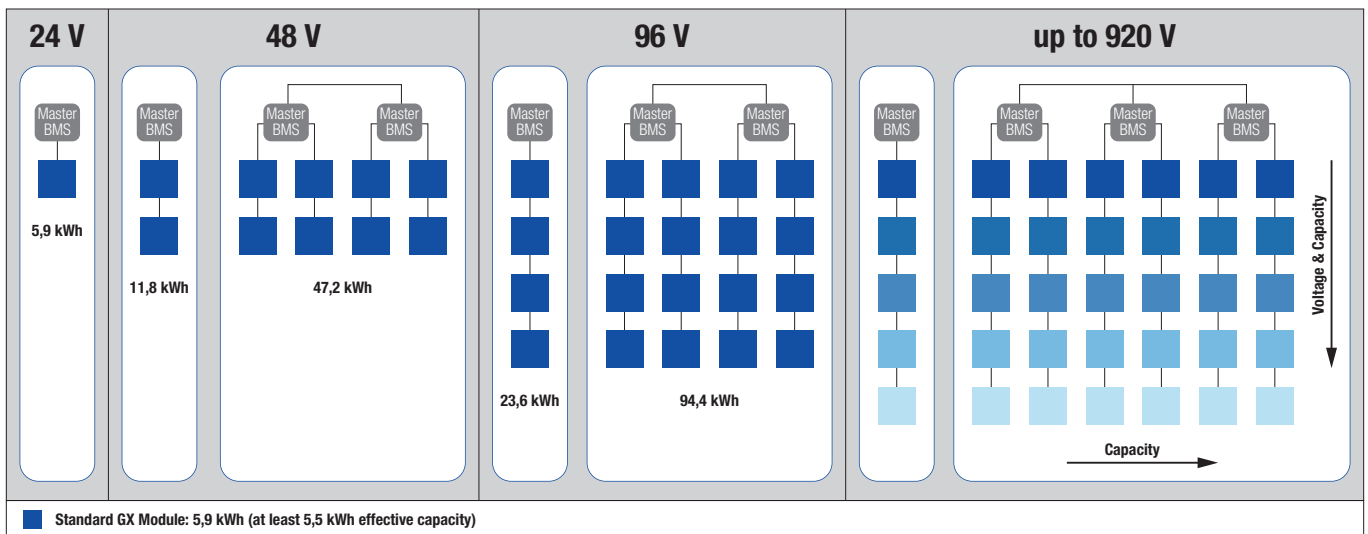 24 V
48 V
96 V
up to 920 V
Master
BMS
Master
BMS
Master
BMS
Master
BMS
Master
BMS
Master
BMS
Master
BMS
Master
BMS
Master
BMS
Master
BMS
Master
BMS
5,9 kWh
11,8 kWh
47,2 kWh
23,6 kWh
94,4 kWh
Voltage & Capacity
Capacity
Standard GX Module: 5,9 kWh (at least 5,5 kWh effective capacity)